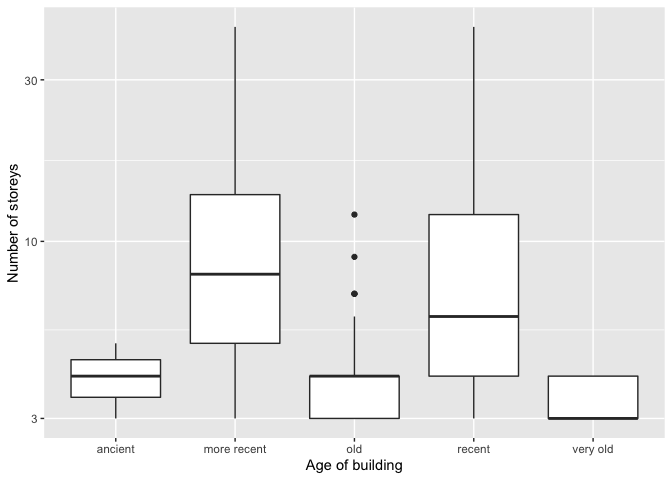 30
10
3
Number of storeys
ancient more recent old recent very old
Age of building